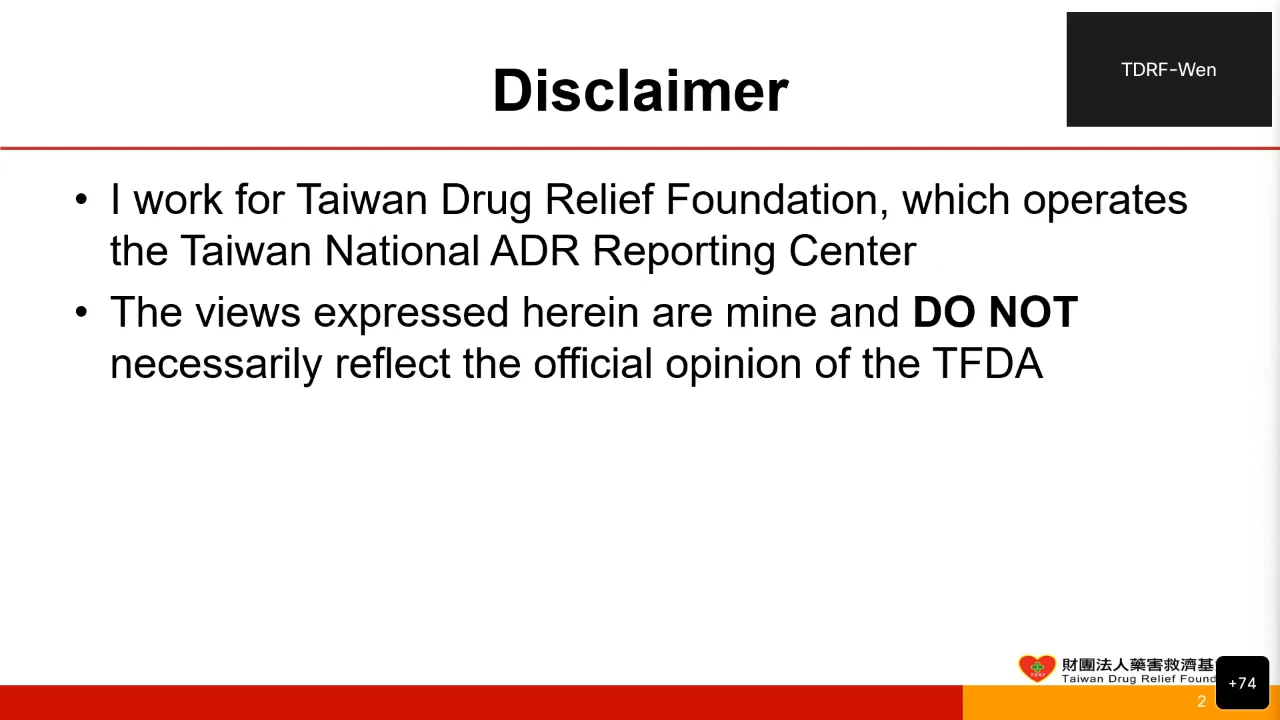 TDRF-Wen
Disclaimer
• I work for Taiwan Drug Relief Foundation, which operates
the Taiwan National ADR Reporting Center
• The views expressed herein are mine and DO NOT
necessarily reflect the official opinion of the TFDA
財團法人藥害救濟基
Taiwan Drug Relief Found
TDRF
+74
2